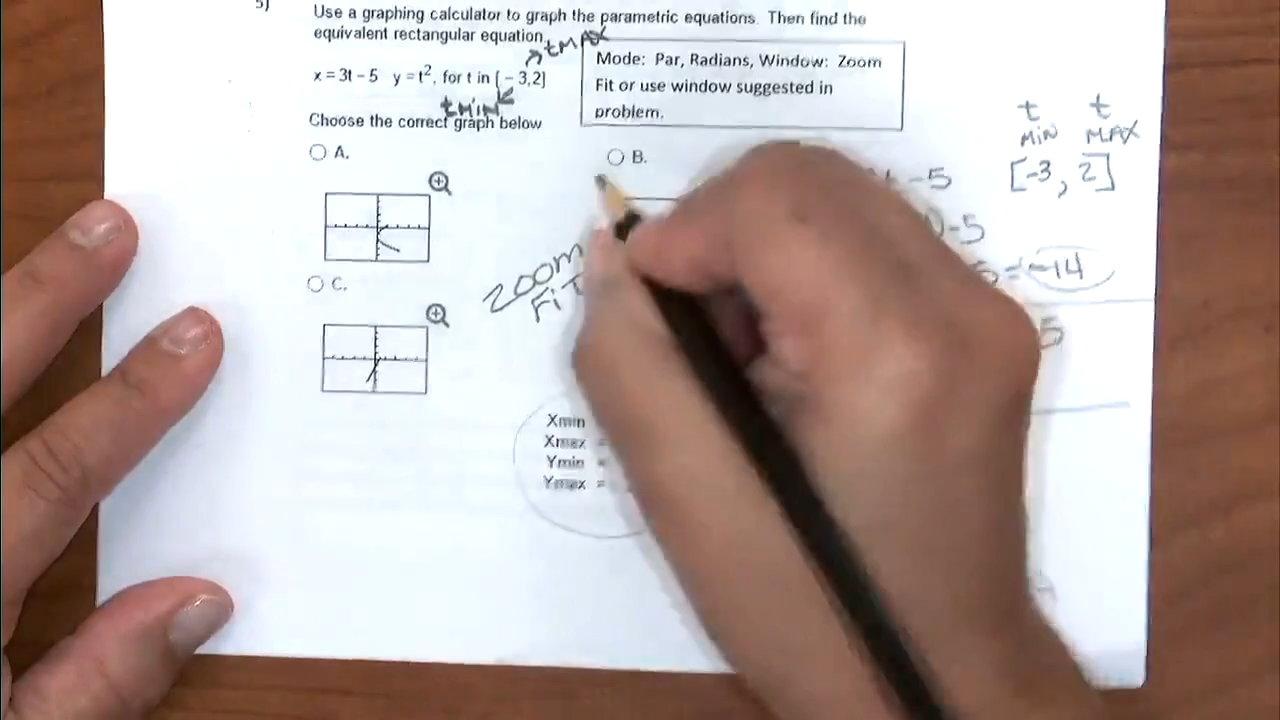 5)
Use a graphing calculator to graph the parametric equations. Then find the
equivalent rectangular equation.
tMAX
x = 3t – 5 y = t², for t in [ – 3,2]
tMIN
Choose the correct graph below
Mode: Par, Radians, Window: Zoom
Fit or use window suggested in
problem.
t t
MIN MAX
[-3, 2]
A.
B.
C.
ZOOM
FiT
-5
-5
= -14
5
Xmin
Xmax =
Ymin =
Ymax =